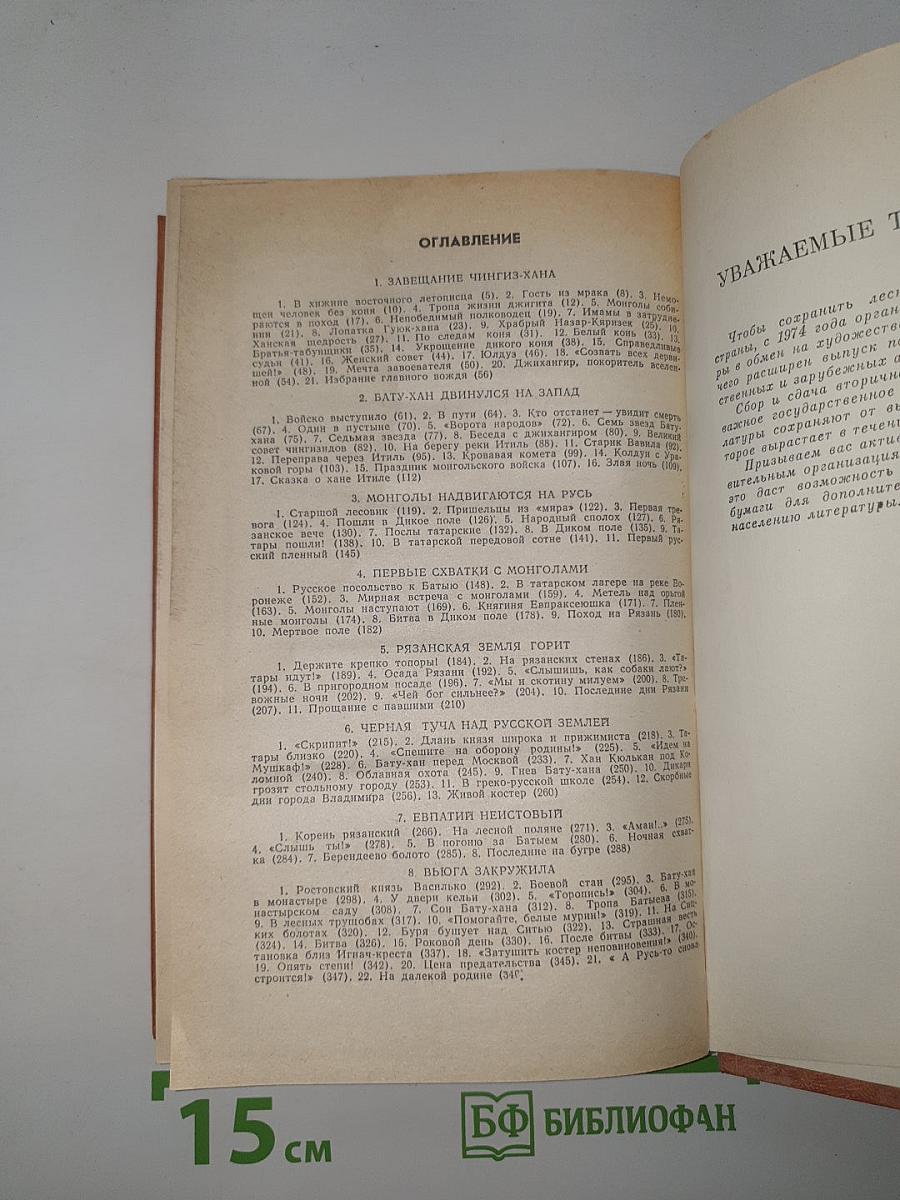 ОГЛАВЛЕНИЕ
1. ЗАВЕЩАНИЕ ЧИНГИЗ-ХАНА
1. В хижине восточного летописца (5). 2. Гость из мрака (8). 3. Немо-
щен человек без коня (10). 4. Тропа жизни джигита (12). 5. Монголы соби-
раются в поход (17). 6. Непобедимый полководец (19). 7. Имамы в затрудне-
нии (21). 8. Лопатка Гуюк-хана (23). 9. Храбрый Назар-Кяризек (25). 10.
Ханская щедрость (27). 11. По следам коня (31). 12. Белый конь (33). 13.
Братья-табунщики (35). 14. Укрощение дикого коня (38). 15. Справедливые
судьи (41). 16. Женский совет (44). 17. Юлдуз (46). 18. «Созвать всех дерви-
шей!» (48). 19. Мечта завоевателя (50). 20. Джихангир, покоритель вселен-
ной (54). 21. Избрание главного вождя (56)
2. БАТУ-ХАН ДВИНУЛСЯ НА ЗАПАД
1. Войско выступило (61). 2. В пути (64). 3. Кто отстанет — увидит смерть
(67). 4. Один в пустыне (70). 5. «Ворота народов» (72). 6. Семь звезд Бату-
хана (75). 7. Седьмая звезда (77). 8. Беседа с джихангиром (80). 9. Великий
совет чингизидов (82). 10. На берегу реки Итиль (88). 11. Старик Вавила (92).
12. Переправа через Итиль (95). 13. Кровавая комета (99). 14. Колдун с Ура-
ковой горы (103). 15. Праздник монгольского войска (107). 16. Злая ночь (109).
17. Сказка о хане Итиле (112)
3. МОНГОЛЫ НАДВИГАЮТСЯ НА РУСЬ
1. Старшой лесовик (119). 2. Пришельцы из «мира» (122). 3. Первая тре-
вога (124). 4. Пошли в Дикое поле (126). 5. Народный сполох (127). 6. Ря-
занское вече (130). 7. Послы татарские (132). 8. В Диком поле (135). 9. Та-
тары пошли! (138). 10. В татарской передовой сотне (141). 11. Первый рус-
ский пленный (145)
4. ПЕРВЫЕ СХВАТКИ С МОНГОЛАМИ
1. Русское посольство к Батыю (148). 2. В татарском лагере на реке Во-
ронеже (152). 3. Мирная встреча с монголами (159). 4. Метель над ордой
(163). 5. Монголы наступают (169). 6. Княгиня Евпраксеюшка (171). 7. Плен-
ные монголы (174). 8. Битва в Диком поле (178). 9. Поход на Рязань (180).
10. Мертвое поле (182)
5. РЯЗАНСКАЯ ЗЕМЛЯ ГОРИТ
1. Держите крепко топоры! (184). 2. На рязанских стенах (186). 3. «Та-
тары идут!» (189). 4. Осада Рязани (192). 5. «Слышишь, как собаки лают?»
(194). 6. В пригородном посаде (196). 7. «Мы и скотину милуем» (200). 8. Тре-
вожные ночи (202). 9. «Чей бог сильнее?» (204). 10. Последние дни Рязани
(207). 11. Прощание с павшими (210)
6. ЧЕРНАЯ ТУЧА НАД РУССКОЙ ЗЕМЛЕЙ
1. «Скрипит!» (215). 2. Длань князя широка и прижимиста (218). 3. Та-
тары близко (220). 4. «Спешите на оборону родины!» (225). 5. «Идем на
Мушкаф!» (228). 6. Бату-хан перед Москвой (233). 7. Хан Кюлькан под Ко-
ломной (240). 8. Облавная охота (245). 9. Гнев Бату-хана (250). 10. Дикари
грозят стольному городу (253). 11. В греко-русской школе (254). 12. Скорбные
дни города Владимира (256). 13. Живой костер (260)
7. ЕВПАТИЙ НЕИСТОВЫЙ
1. Корень рязанский (266). На лесной поляне (271). 3. «Аман!..» (275).
4. «Слышь ты!» (278). 5. В погоню за Батыем (280). 6. Ночная схват-
ка (284). 7. Берендеево болото (285). 8. Последние на бугре (288)
8. ВЬЮГА ЗАКРУЖИЛА
1. Ростовский князь Василько (292). 2. Боевой стан (295). 3. Бату-хан
в монастыре (298). 4. У двери кельи (302). 5. «Торопись!» (304). 6. В мо-
настырском саду (308). 7. Сон Бату-хана (312). 8. Тропа Батыева (315).
9. В лесных трущобах (317). 10. «Помогайте, белые мурин!» (319). 11. На Сиц-
ких болотах (320). 12. Буря бушует над Ситью (322). 13. Страшная весть
(324). 14. Битва (326). 15. Роковой день (330). 16. После битвы (333). 17. Ос-
тановка близ Игнач-креста (337). 18. «Затушить костер неповиновения!» (340).
19. Опять степи! (342). 20. Цена предательства (345). 21. « А Русь-то снова
строится!» (347). 22. На далекой родине
УВАЖАЕМЫЕ
Чтобы сохранить
страны, с 1974 года
ры в обмен на
чего расширен выпуск
ственных и зарубежных
Сбор и сдача
важное государственное
латуры сохраняют от
торое вырастает в
Призываем вас
вительным
это даст возможность
бумаги для
населению литературы.
15 см
БФ БИБЛИОФАН